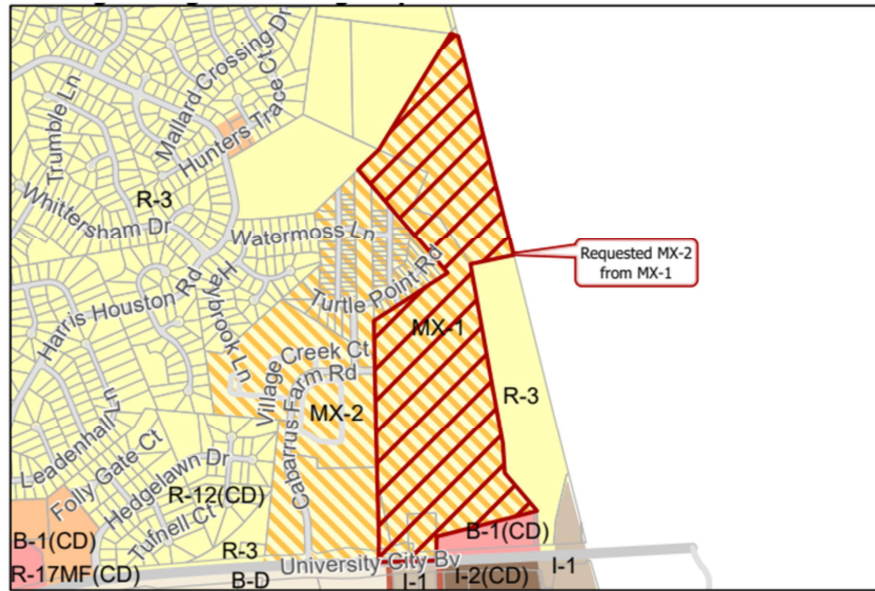 Mallard Crossing Dr
Trumble Ln
Hunters Trace Ct
R-3
Whittersham Dr
Watermoss Ln
Requested MX-2
from MX-1
Harris Houston Rd
Haybrook Ln
Turtle Point Rd
MX-1
Village Creek Ct
Cabarrus Farm Rd
MX-2
R-3
Leadenhall Ln
Folly Gate Ct
Hedgelawn Dr
R-12(CD)
Tufnell Ct
B-1(CD)
B-1(CD)
R-3
University City Bv
I-1
R-17MF(CD)
B-D
I-1
I-2(CD)